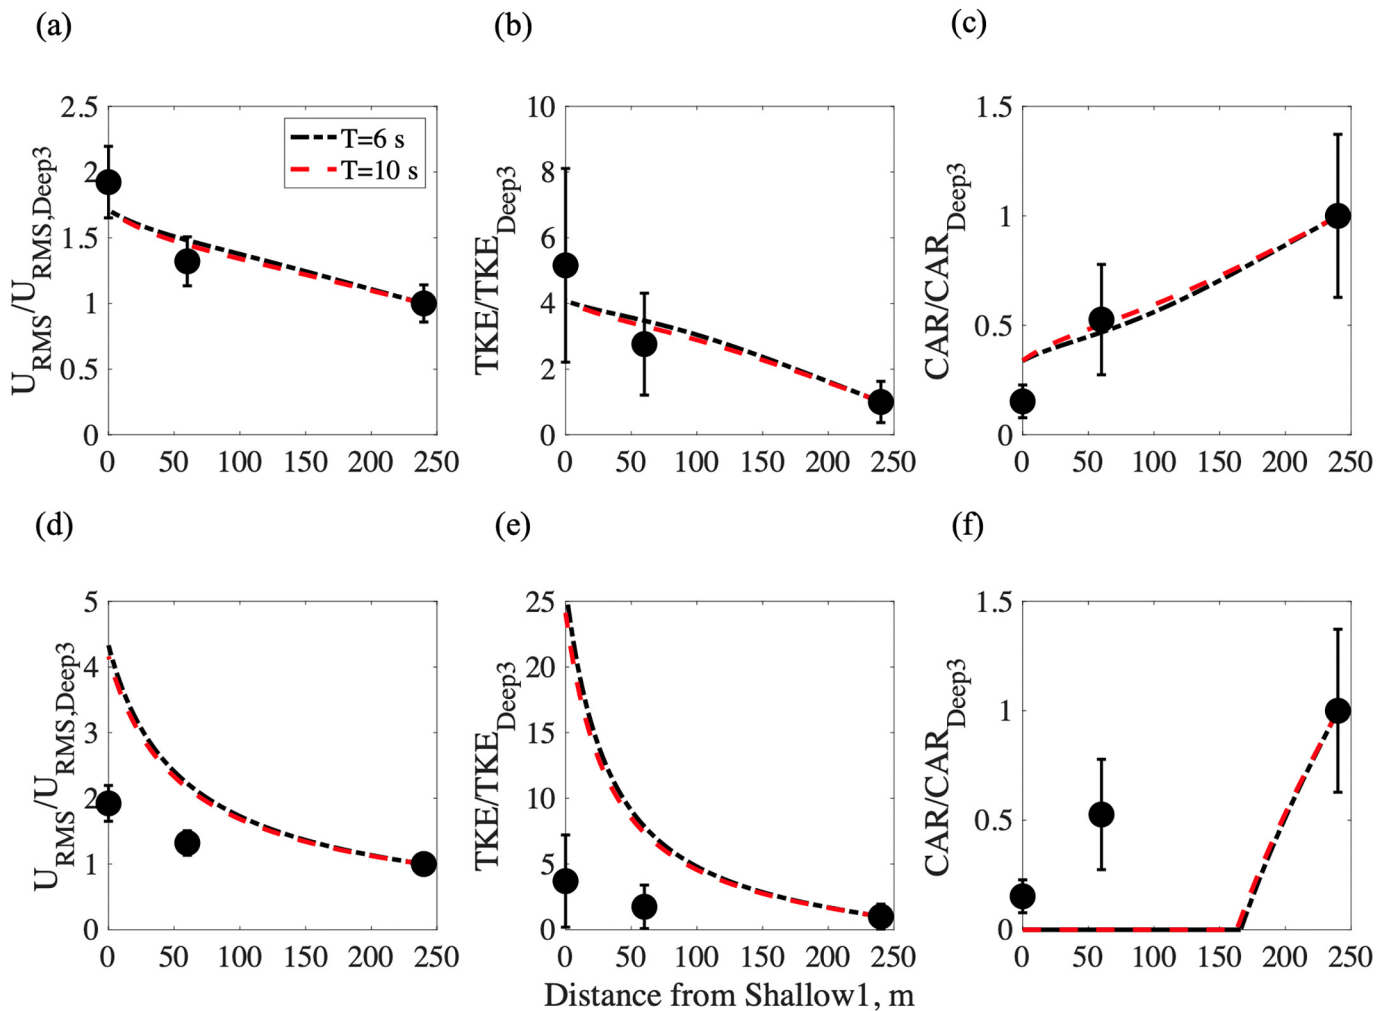 (a)
(b)
(c)
2.5
2
1.5
1
0.5
0
U_RMS/U_RMS,Deep3
T=6 s
T=10 s
0 50 100 150 200 250
10
8
6
4
2
0
TKE/TKE_Deep3
0 50 100 150 200 250
1.5
1
0.5
0
CAR/CAR_Deep3
0 50 100 150 200 250
(d)
(e)
(f)
5
4
3
2
1
0
U_RMS/U_RMS,Deep3
0 50 100 150 200 250
25
20
15
10
5
0
TKE/TKE_Deep3
0 50 100 150 200 250
1.5
1
0.5
0
CAR/CAR_Deep3
0 50 100 150 200 250
Distance from Shallow1, m